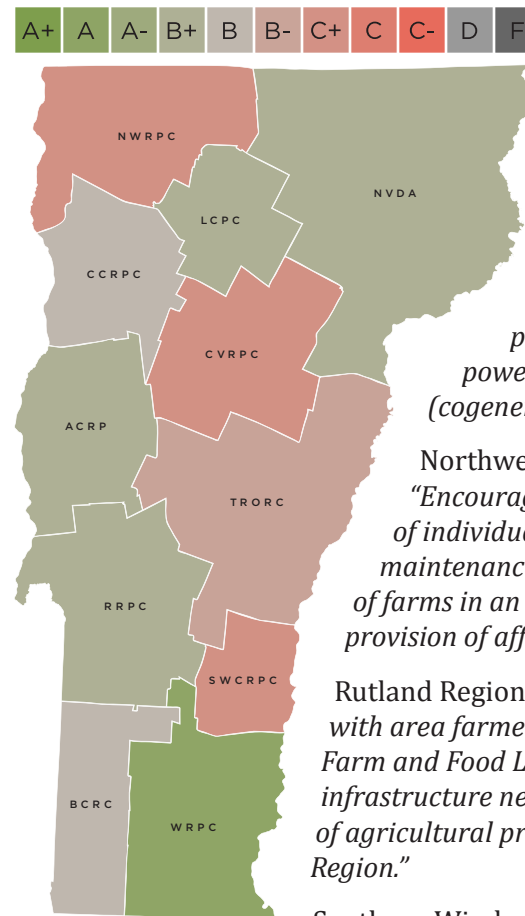 A+ A A- B+ B B- C+ C C- D F
NWRPC
NVDA
LCPC
CCRPC
CVRPC
ACRP
TRORC
RRPC
SWCRPC
BCRC
WRPC
p
powe
(cogene
Northwe
“Encourag
of individu
maintenance
of farms in an
provision of aff
Rutland Region
with area farme
Farm and Food L
infrastructure ne
of agricultural pr
Region.”